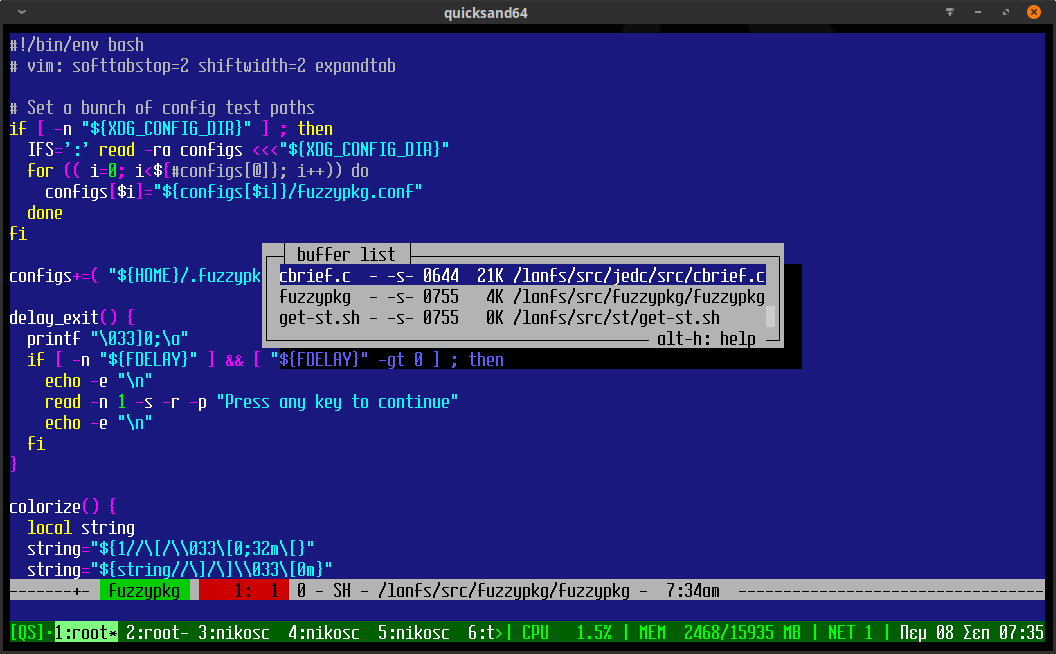 quicksand64
#!/bin/env bash
# vim: softtabstop=2 shiftwidth=2 expandtab
# Set a bunch of config test paths
if [ -n "${XDG_CONFIG_DIR}" ] ; then
  IFS=':' read -ra configs <<<"${XDG_CONFIG_DIR}"
  for (( i=0; i<${#configs[@]}; i++)) do
    configs[$i]="${configs[$i]}/fuzzypkg.conf"
  done
fi
configs+=( "${HOME}/.fuzzypk
buffer list
cbrief.c  - -s- 0644  21K /lanfs/src/jedc/src/cbrief.c
fuzzypkg  - -s- 0755   4K /lanfs/src/fuzzypkg/fuzzypkg
get-st.sh - -s- 0755   0K /lanfs/src/st/get-st.sh
alt-h: help
delay_exit() {
  printf "\033]0;\a"
  if [ -n "${FDELAY}" ] && [ "${FDELAY}" -gt 0 ] ; then
    echo -e "\n"
    read -n 1 -s -r -p "Press any key to continue"
    echo -e "\n"
  fi
}
colorize() {
  local string
  string="${1//\[/\\033\[0;32m\[}"
  string="${string//\]/\]\\033\[0m}"
-------+- fuzzypkg 1: 1 0 - SH - /lanfs/src/fuzzypkg/fuzzypkg - 7:34am -------------------------------
[QS]·1:root* 2:root- 3:nikosc 4:nikosc 5:nikosc 6:t>| CPU 1.5% | MEM 2468/15935 MB | NET 1 | Πεμ 08 Σεπ 07:35